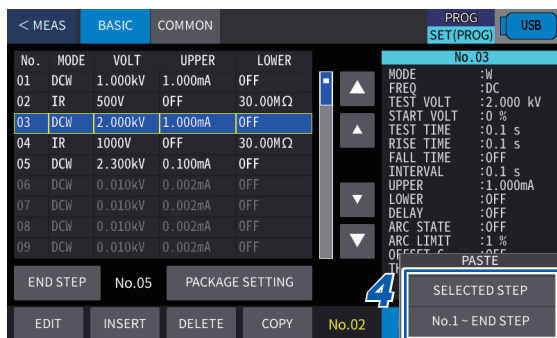 < MEAS BASIC COMMON PROG USB
SET(PROG)
No. MODE VOLT UPPER LOWER
01 DCW 1.000kV 1.000mA OFF
02 IR 500V OFF 30.00MΩ
03 DCW 2.000kV 1.000mA OFF
04 IR 1000V OFF 30.00MΩ
05 DCW 2.300kV 0.100mA OFF
06 DCW 0.010kV 0.002mA OFF
07 DCW 0.010kV 0.002mA OFF
08 DCW 0.010kV 0.002mA OFF
09 DCW 0.010kV 0.002mA OFF
No.03
MODE :W
FREQ :DC
TEST VOLT :2.000 kV
START VOLT :0 %
TEST TIME :0.1 s
RISE TIME :0.1 s
FALL TIME :OFF
INTERVAL :0.1 s
UPPER :1.000mA
LOWER :OFF
DELAY :OFF
ARC STATE :OFF
ARC LIMIT :1 %
END STEP No.05 PACKAGE SETTING
EDIT INSERT DELETE COPY No.02
PASTE
4
SELECTED STEP
No.1 ~ END STEP